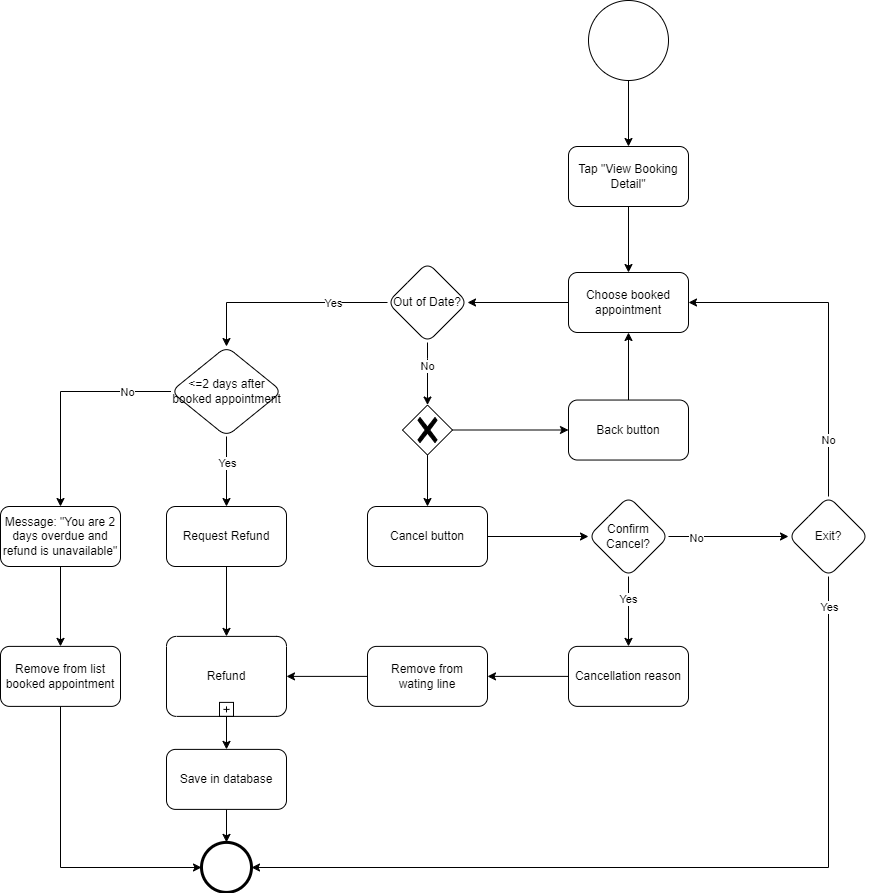 Tap "View Booking
Detail"
Out of Date?
Choose booked
appointment
Yes
<=2 days after
booked appointment
No
No
Back button
No
Yes
Message: "You are 2
days overdue and
refund is unavailable"
Request Refund
Cancel button
Confirm
Cancel?
No
Exit?
Yes
Yes
Remove from list
booked appointment
Refund
Remove from
wating line
Cancellation reason
Save in database